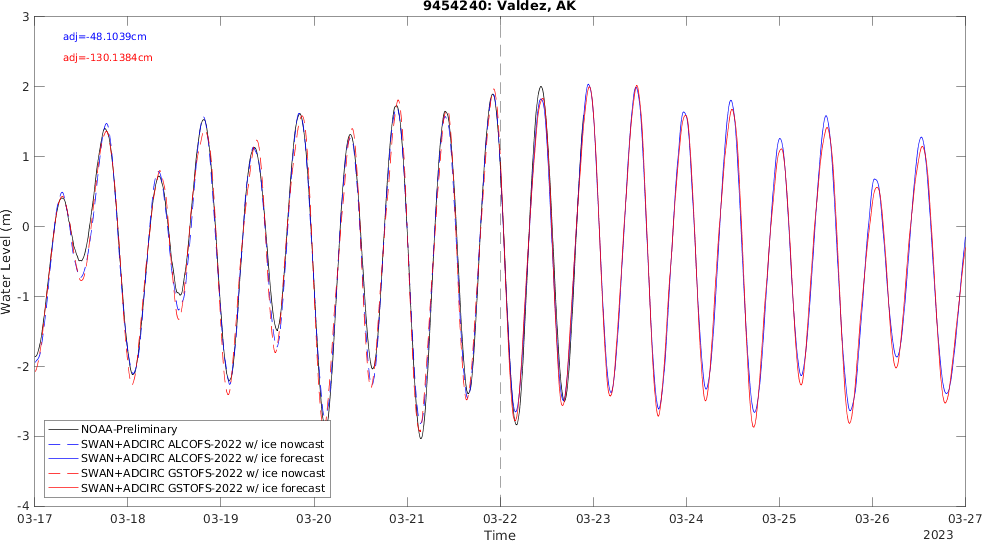 9454240: Valdez, AK
adj=-48.1039cm
adj=-130.1384cm
3
2
1
0
-1
-2
-3
-4
Water Level (m)
NOAA-Preliminary
SWAN+ADCIRC ALCOFS-2022 w/ ice nowcast
SWAN+ADCIRC ALCOFS-2022 w/ ice forecast
SWAN+ADCIRC GSTOFS-2022 w/ ice nowcast
SWAN+ADCIRC GSTOFS-2022 w/ ice forecast
03-17 03-18 03-19 03-20 03-21 03-22 03-23 03-24 03-25 03-26 03-27
Time
2023